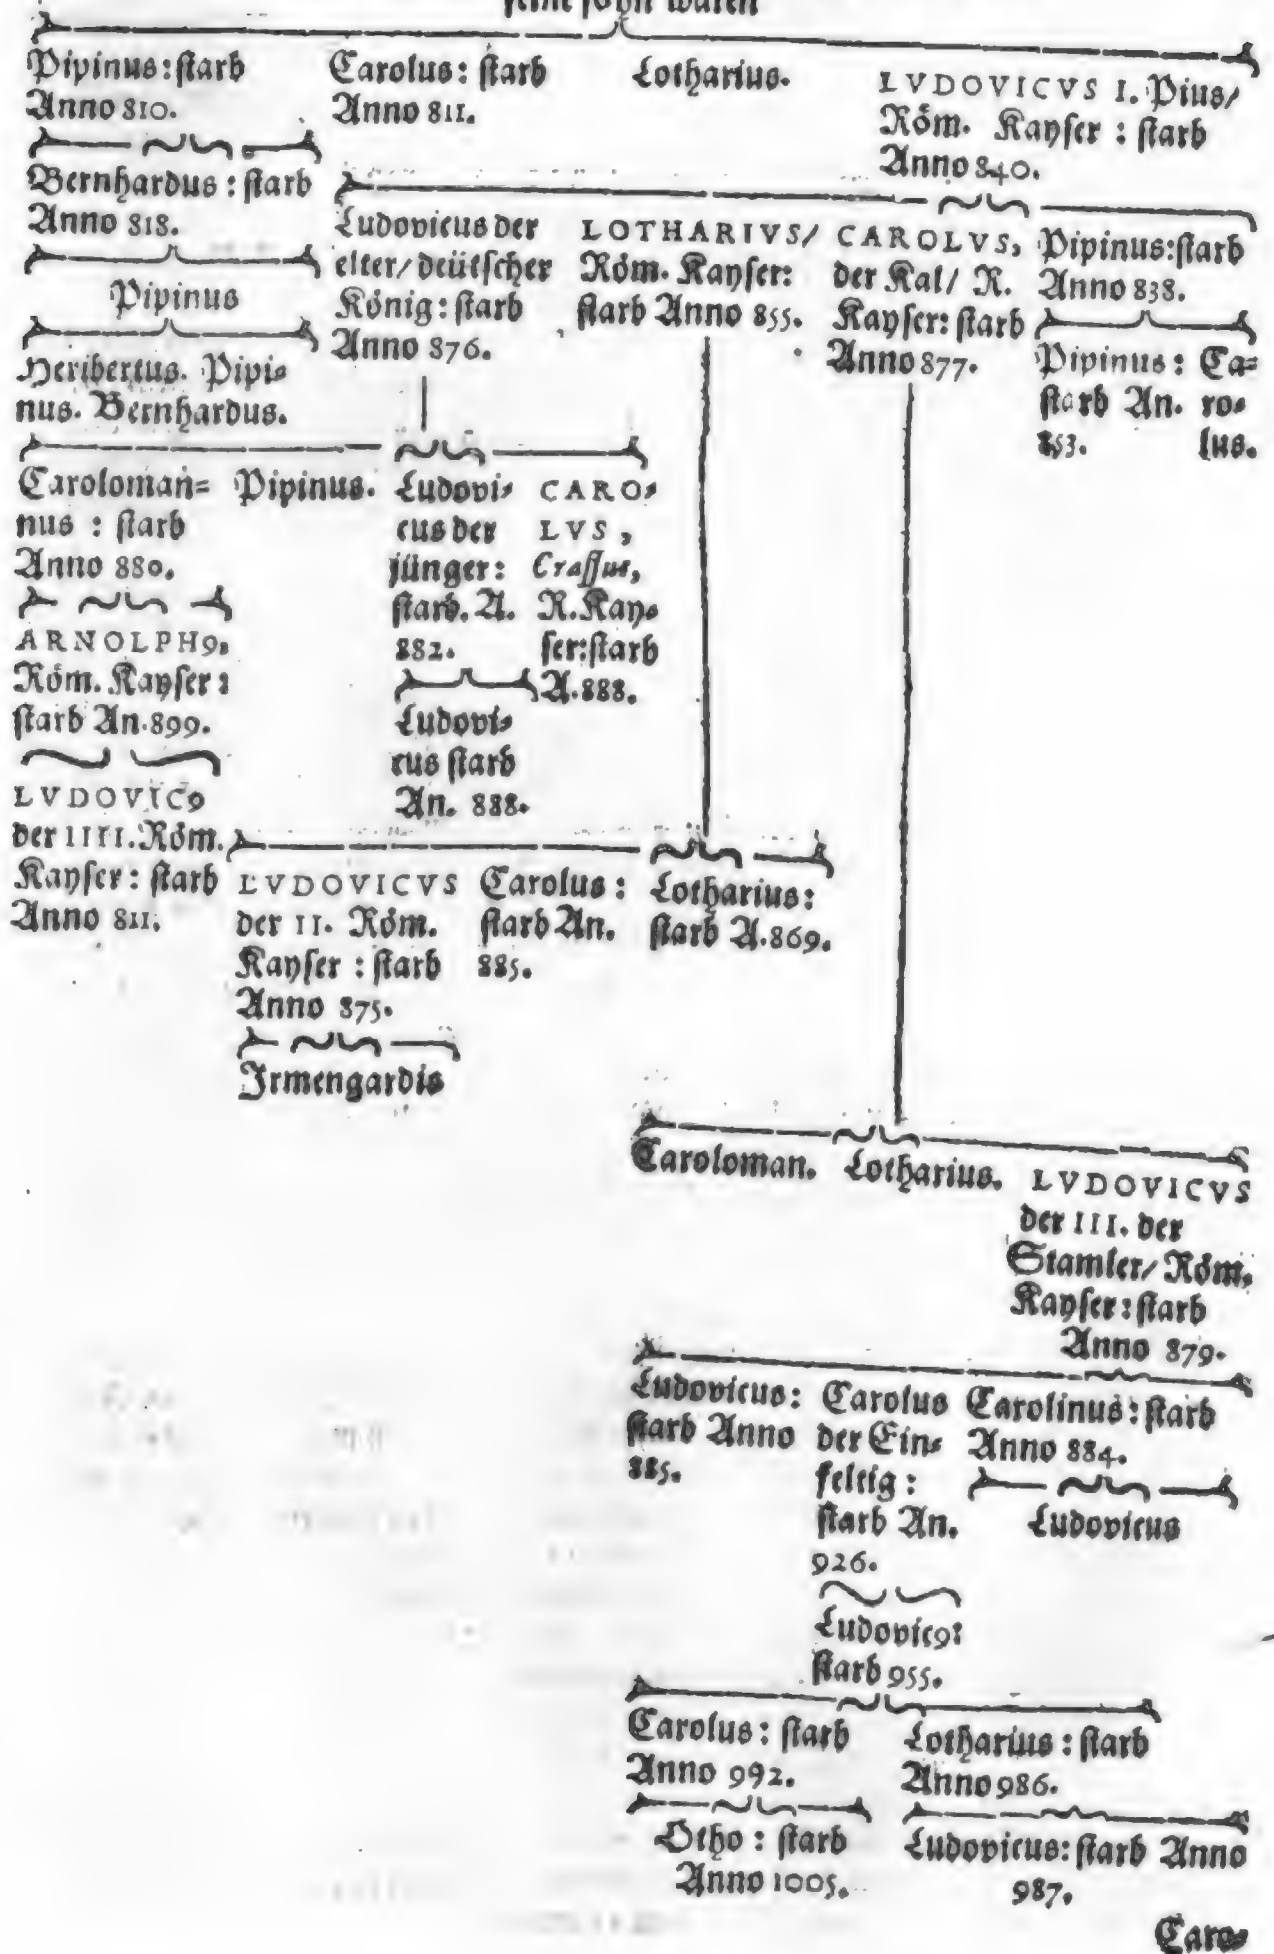 seine söhn waren
Pipinus: starb
Anno 810.
Carolus: starb
Anno 811.
Lotharius.
LVDOVICVS I. Pius/
Röm. Kayser : starb
Anno 840.
Bernhardus : starb
Anno 818.
Pipinus
Heribertus. Pipi-
nus. Bernhardus.
Ludovicus der
elter/ deütscher
König: starb
Anno 876.
LOTHARIVS/
Röm. Kayser:
starb Anno 855.
CAROLVS,
der Kal/ R.
Kayser: starb
Anno 877.
Pipinus: starb
Anno 838.
Pipinus:
starb An.
853.
Ca=
ro-
lus.
Caroloman=
nus : starb
Anno 880.
Pipinus.
Ludovi-
cus der
jünger:
starb. A.
882.
CARO-
LVS,
Crassus,
R. Kay-
ser: starb
A. 888.
ARNOLPH9,
Röm. Kayser:
starb An. 899.
Ludovi-
cus starb
An. 888.
LVDOVIC9
der IIII. Röm.
Kayser: starb
Anno 811.
LVDOVICVS
der II. Röm.
Kayser : starb
Anno 875.
Carolus:
starb An.
885.
Lotharius:
starb A. 869.
Irmengardis
Caroloman.
Lotharius.
LVDOVICVS
der III. der
Stamler/ Röm.
Kayser: starb
Anno 879.
Ludovicus:
starb Anno
885.
Carolus
der Ein-
feltig:
starb An.
926.
Carolinus: starb
Anno 884.
Ludovicus
Ludovic9:
starb 955.
Carolus: starb
Anno 992.
Lotharius: starb
Anno 986.
Otho : starb
Anno 1005.
Ludovicus: starb Anno
987.
Caro-